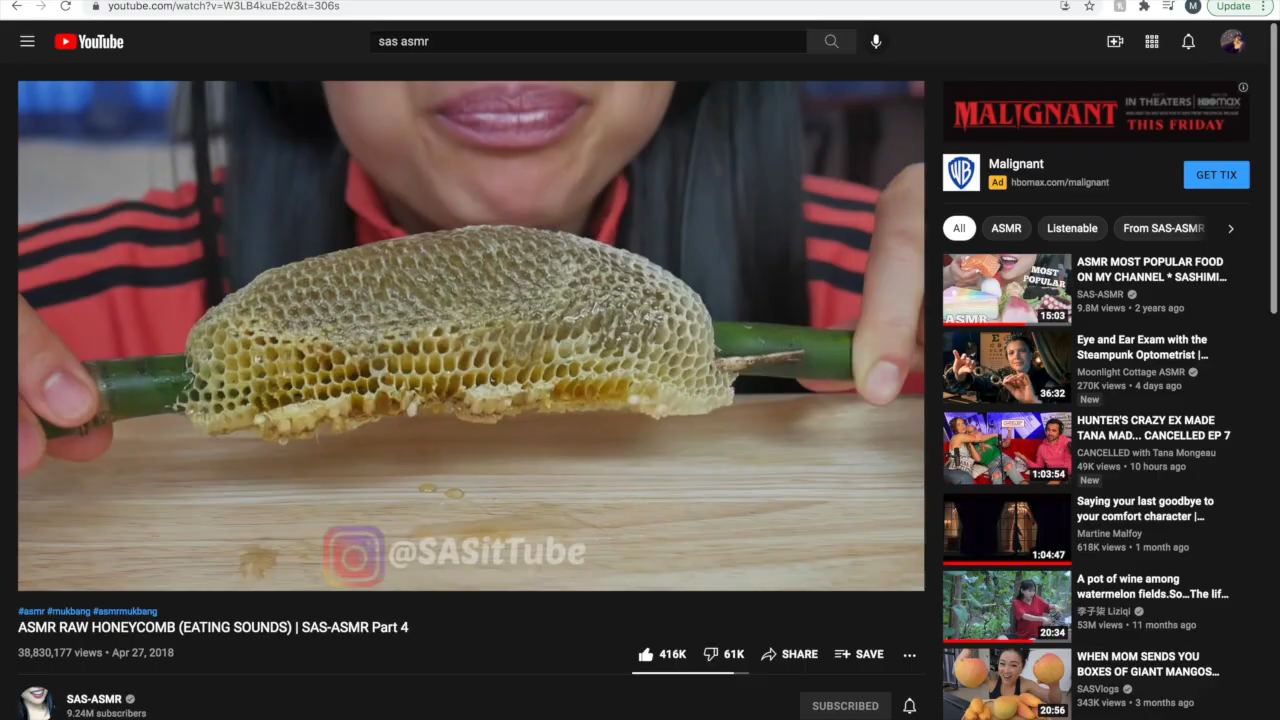 youtube.com/watch?v=W3LB4kuEb2c&t=306s
M
Update
YouTube
sas asmr
@SASitTube
#asmr #mukbang #asmrmukbang
ASMR RAW HONEYCOMB (EATING SOUNDS) | SAS-ASMR Part 4
38,830,177 views • Apr 27, 2018
416K
61K
SHARE
SAVE
SAS-ASMR
9.24M subscribers
SUBSCRIBED
MALIGNANT
IN THEATERS | HBOMAX
THIS FRIDAY
Malignant
Ad hbomax.com/malignant
GET TIX
All
ASMR
Listenable
From SAS-ASMR
MOST
POPULAR
ASMR
15:03
ASMR MOST POPULAR FOOD
ON MY CHANNEL * SASHIMI...
SAS-ASMR
9.8M views • 2 years ago
36:32
Eye and Ear Exam with the
Steampunk Optometrist |...
Moonlight Cottage ASMR
270K views • 4 days ago
New
1:03:54
HUNTER'S CRAZY EX MADE
TANA MAD... CANCELLED EP 7
CANCELLED with Tana Mongeau
49K views • 10 hours ago
New
1:04:47
Saying your last goodbye to
your comfort character |...
Martine Malfoy
618K views • 1 month ago
20:34
A pot of wine among
watermelon fields.So...The lif...
李子柒 Liziqi
53M views • 11 months ago
20:56
WHEN MOM SENDS YOU
BOXES OF GIANT MANGOS...
SASVlogs
343K views • 3 months ago